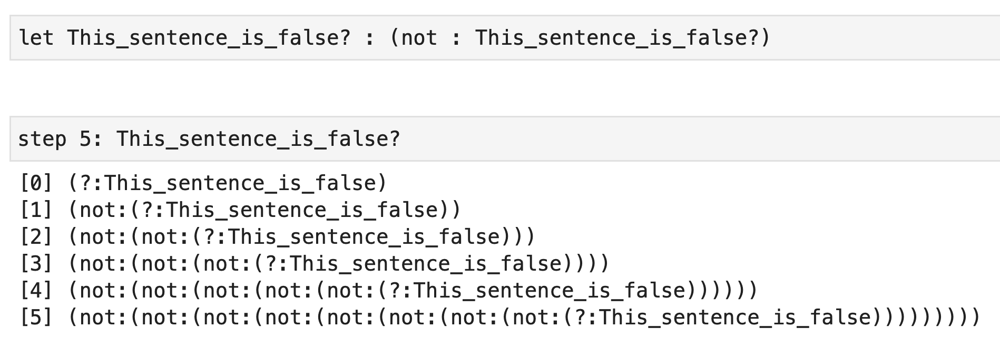 let This_sentence_is_false? : (not : This_sentence_is_false?)
step 5: This_sentence_is_false?
[0] (?:This_sentence_is_false)
[1] (not:(?:This_sentence_is_false))
[2] (not:(not:(?:This_sentence_is_false)))
[3] (not:(not:(not:(?:This_sentence_is_false))))
[4] (not:(not:(not:(not:(not:(?:This_sentence_is_false))))))
[5] (not:(not:(not:(not:(not:(not:(not:(not:(?:This_sentence_is_false)))))))))